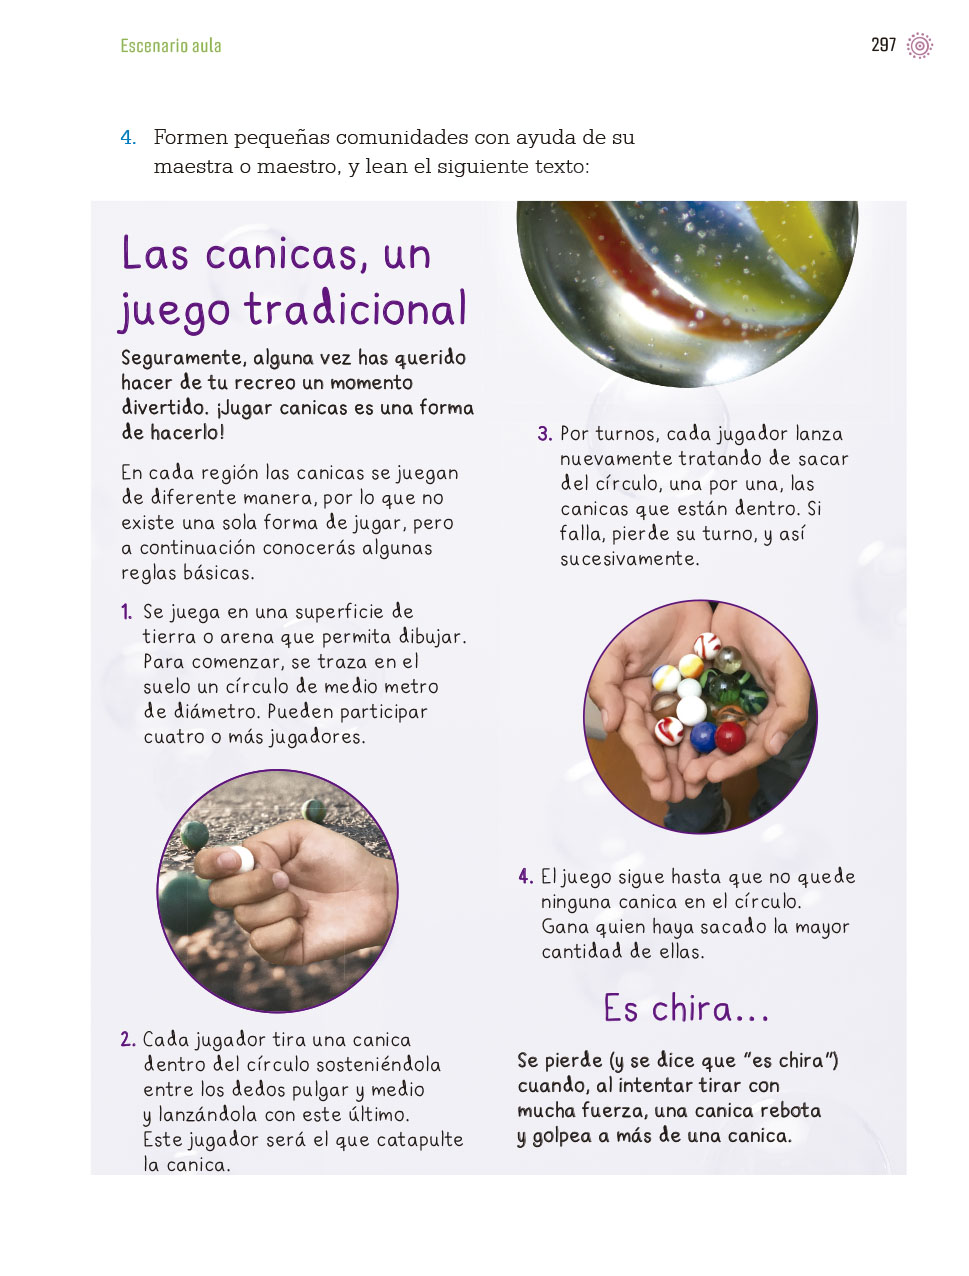 Escenario aula
297
4. Formen pequeñas comunidades con ayuda de su
maestra o maestro, y lean el siguiente texto:
Las canicas, un
juego tradicional
Seguramente, alguna vez has querido
hacer de tu recreo un momento
divertido. ¡Jugar canicas es una forma
de hacerlo!
En cada región las canicas se juegan
de diferente manera, por lo que no
existe una sola forma de jugar, pero
a continuación conocerás algunas
reglas básicas.
1. Se juega en una superficie de
tierra o arena que permita dibujar.
Para comenzar, se traza en el
suelo un círculo de medio metro
de diámetro. Pueden participar
cuatro o más jugadores.
2. Cada jugador tira una canica
dentro del círculo sosteniéndola
entre los dedos pulgar y medio
y lanzándola con este último.
Este jugador será el que catapulte
la canica.
3. Por turnos, cada jugador lanza
nuevamente tratando de sacar
del círculo, una por una, las
canicas que están dentro. Si
falla, pierde su turno, y así
sucesivamente.
4. El juego sigue hasta que no quede
ninguna canica en el círculo.
Gana quien haya sacado la mayor
cantidad de ellas.
Es chira...
Se pierde (y se dice que "es chira")
cuando, al intentar tirar con
mucha fuerza, una canica rebota
y golpea a más de una canica.